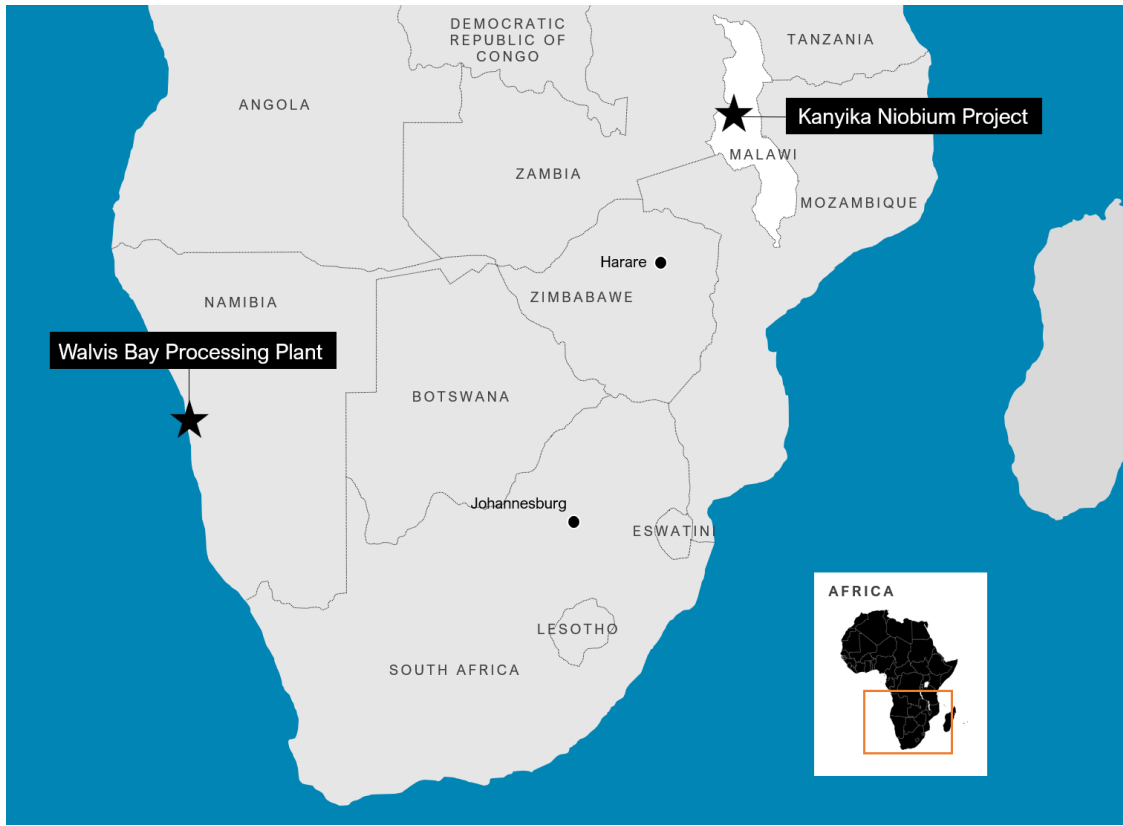 DEMOCRATIC
REPUBLIC OF
CONGO
TANZANIA
ANGOLA
Kanyika Niobium Project
MALAWI
ZAMBIA
MOZAMBIQUE
Harare
NAMIBIA
ZIMBABAWE
Walvis Bay Processing Plant
BOTSWANA
Johannesburg
ESWATINI
AFRICA
LESOTHO
SOUTH AFRICA